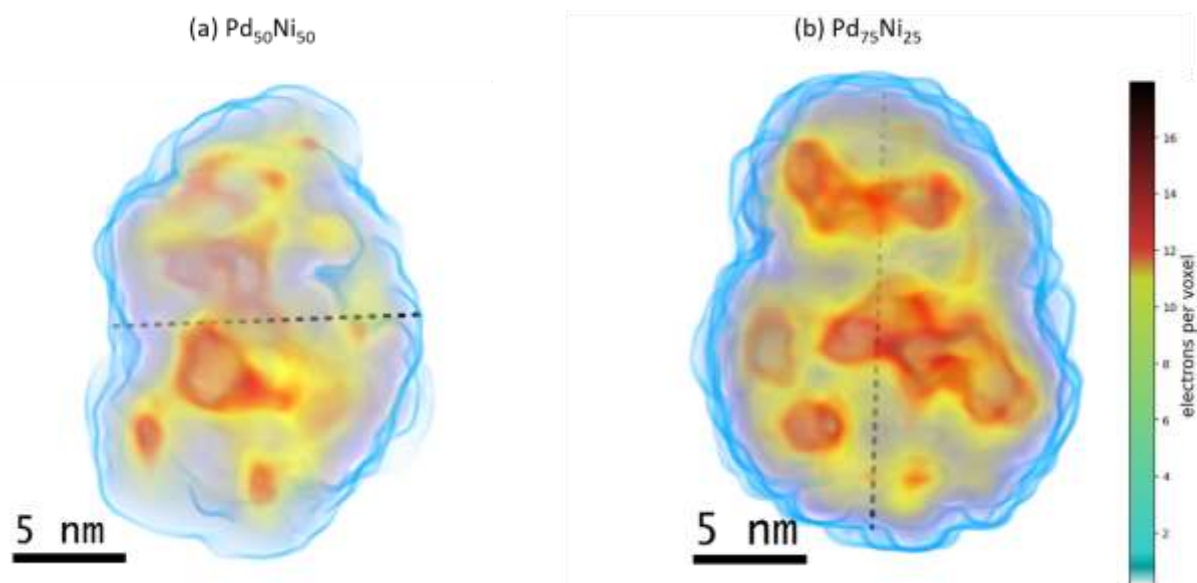 (a) Pd₅₀Ni₅₀
(b) Pd₇₅Ni₂₅
16
14
12
10
8
6
4
2
electrons per voxel
5 nm
5 nm